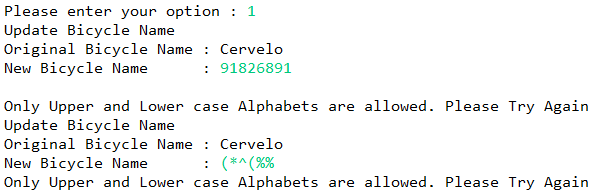 Please enter your option : 1
Update Bicycle Name
Original Bicycle Name : Cervelo
New Bicycle Name      : 91826891

Only Upper and Lower case Alphabets are allowed. Please Try Again
Update Bicycle Name
Original Bicycle Name : Cervelo
New Bicycle Name      : (*^(%%
Only Upper and Lower case Alphabets are allowed. Please Try Again